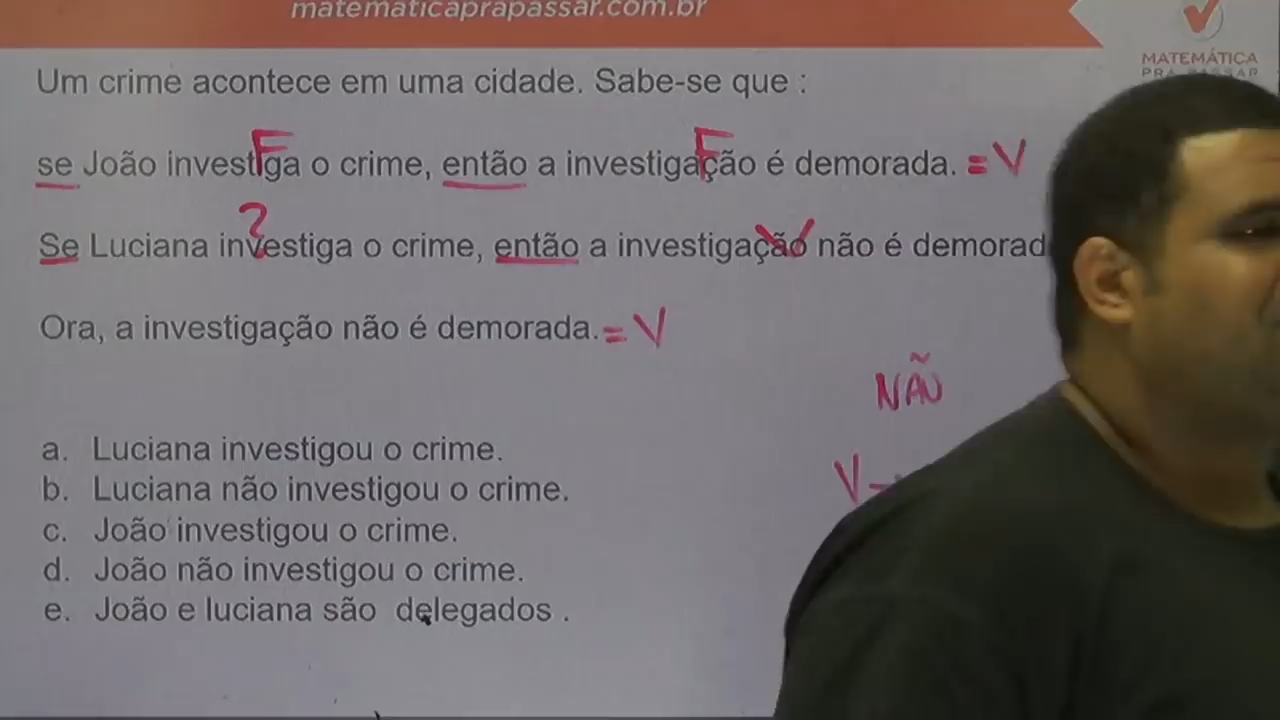 matematicaprapassar.com.br
MATEMÁTICA
PRA PASSAR
Um crime acontece em uma cidade. Sabe-se que :
F F
se João investiga o crime, então a investigação é demorada. = V
? V
Se Luciana investiga o crime, então a investigação não é demorad
Ora, a investigação não é demorada. = V
NÃO
V
a. Luciana investigou o crime.
b. Luciana não investigou o crime.
c. João investigou o crime.
d. João não investigou o crime.
e. João e luciana são delegados .